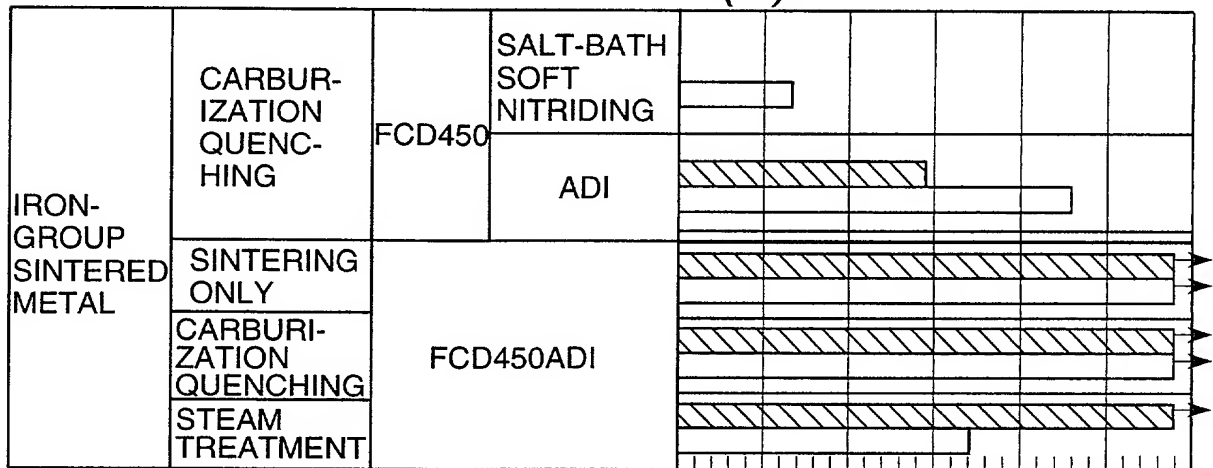 IRON-
GROUP
SINTERED
METAL
CARBUR-
IZATION
QUENC-
HING
FCD450
SALT-BATH
SOFT
NITRIDING
ADI
SINTERING
ONLY
CARBURI-
ZATION
QUENCHING
STEAM
TREATMENT
FCD450ADI